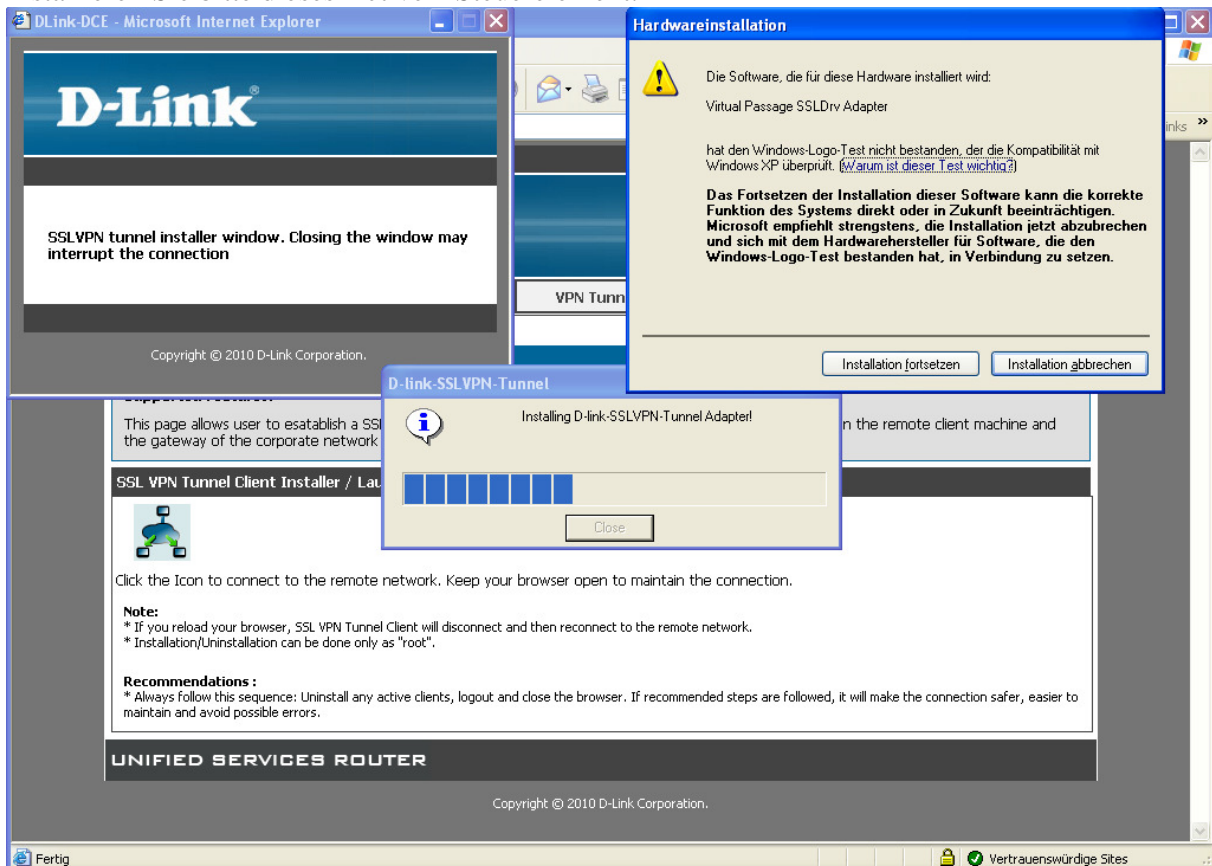 DLink-DCE - Microsoft Internet Explorer
D-Link®
SSLVPN tunnel installer window. Closing the window may
interrupt the connection
Copyright © 2010 D-Link Corporation.
Hardwareinstallation
Die Software, die für diese Hardware installiert wird:
Virtual Passage SSLDrv Adapter
hat den Windows-Logo-Test nicht bestanden, der die Kompatibilität mit
Windows XP überprüft. (Warum ist dieser Test wichtig?)
Das Fortsetzen der Installation dieser Software kann die korrekte
Funktion des Systems direkt oder in Zukunft beeinträchtigen.
Microsoft empfiehlt strengstens, die Installation jetzt abzubrechen
und sich mit dem Hardwarehersteller für Software, die den
Windows-Logo-Test bestanden hat, in Verbindung zu setzen.
Installation fortsetzen
Installation abbrechen
inks »
VPN Tunn
D-link-SSLVPN-Tunnel
Installing D-link-SSLVPN-Tunnel Adapter!
Close
This page allows user to esatablish a SS
n the remote client machine and
the gateway of the corporate network
SSL VPN Tunnel Client Installer / Lau
Click the Icon to connect to the remote network. Keep your browser open to maintain the connection.
Note:
* If you reload your browser, SSL VPN Tunnel Client will disconnect and then reconnect to the remote network.
* Installation/Uninstallation can be done only as "root".
Recommendations :
* Always follow this sequence: Uninstall any active clients, logout and close the browser. If recommended steps are followed, it will make the connection safer, easier to
maintain and avoid possible errors.
UNIFIED SERVICES ROUTER
Copyright © 2010 D-Link Corporation.
Fertig
Vertrauenswürdige Sites